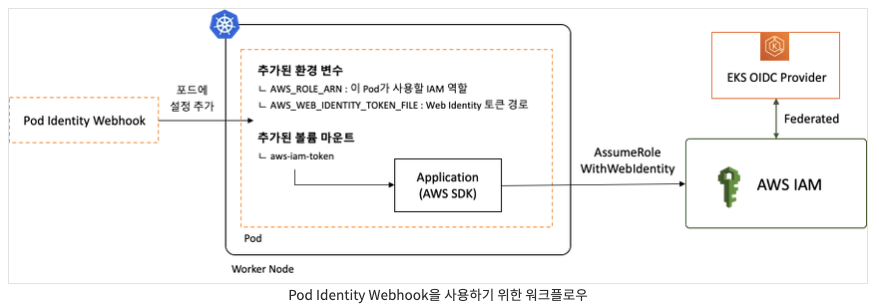 Pod Identity Webhook
포드에
설정 추가
추가된 환경 변수
ㄴ AWS_ROLE_ARN : 이 Pod가 사용할 IAM 역할
ㄴ AWS_WEB_IDENTITY_TOKEN_FILE : Web Identity 토큰 경로
추가된 볼륨 마운트
ㄴ aws-iam-token
Application
(AWS SDK)
Pod
Worker Node
AssumeRole
WithWebIdentity
EKS OIDC Provider
Federated
AWS IAM
Pod Identity Webhook을 사용하기 위한 워크플로우